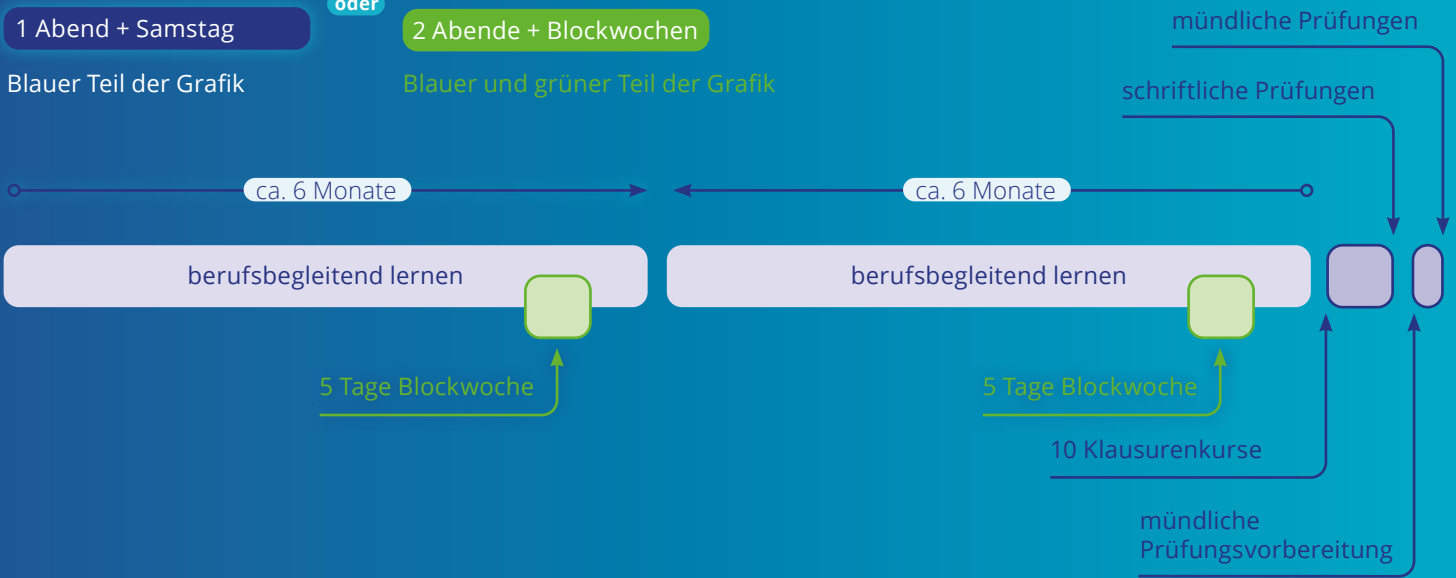 1 Abend + Samstag
oder
2 Abende + Blockwochen
Blauer Teil der Grafik
Blauer und grüner Teil der Grafik
mündliche Prüfungen
schriftliche Prüfungen
ca. 6 Monate
ca. 6 Monate
berufsbegleitend lernen
berufsbegleitend lernen
5 Tage Blockwoche
5 Tage Blockwoche
10 Klausurenkurse
mündliche
Prüfungsvorbereitung